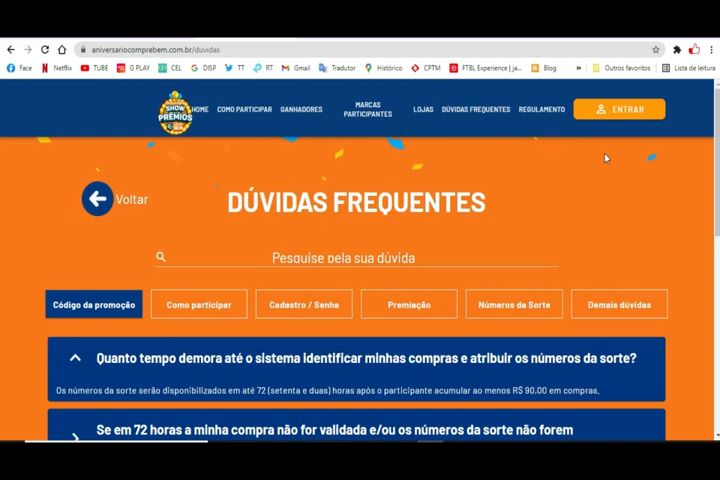 aniversariocomprebem.com.br/duvidas
Face
Netflix
TUBE
G PLAY
CEL
DISP
TT
RT
Gmail
Tradutor
Histórico
CPTM
FTBL Experience | ja...
Blog
»
Outros favoritos
Lista de leitura
SHOW
DE
PRÊMIOS
HOME
COMO PARTICIPAR
GANHADORES
MARCAS
PARTICIPANTES
LOJAS
DÚVIDAS FREQUENTES
REGULAMENTO
ENTRAR
Voltar
DÚVIDAS FREQUENTES
Pesquise pela sua dúvida
Código da promoção
Como participar
Cadastro / Senha
Premiação
Números da Sorte
Demais dúvidas
Quanto tempo demora até o sistema identificar minhas compras e atribuir os números da sorte?
Os números da sorte serão disponibilizados em até 72 (setenta e duas) horas após o participante acumular ao menos R$ 90,00 em compras.
Se em 72 horas a minha compra não for validada e/ou os números da sorte não forem